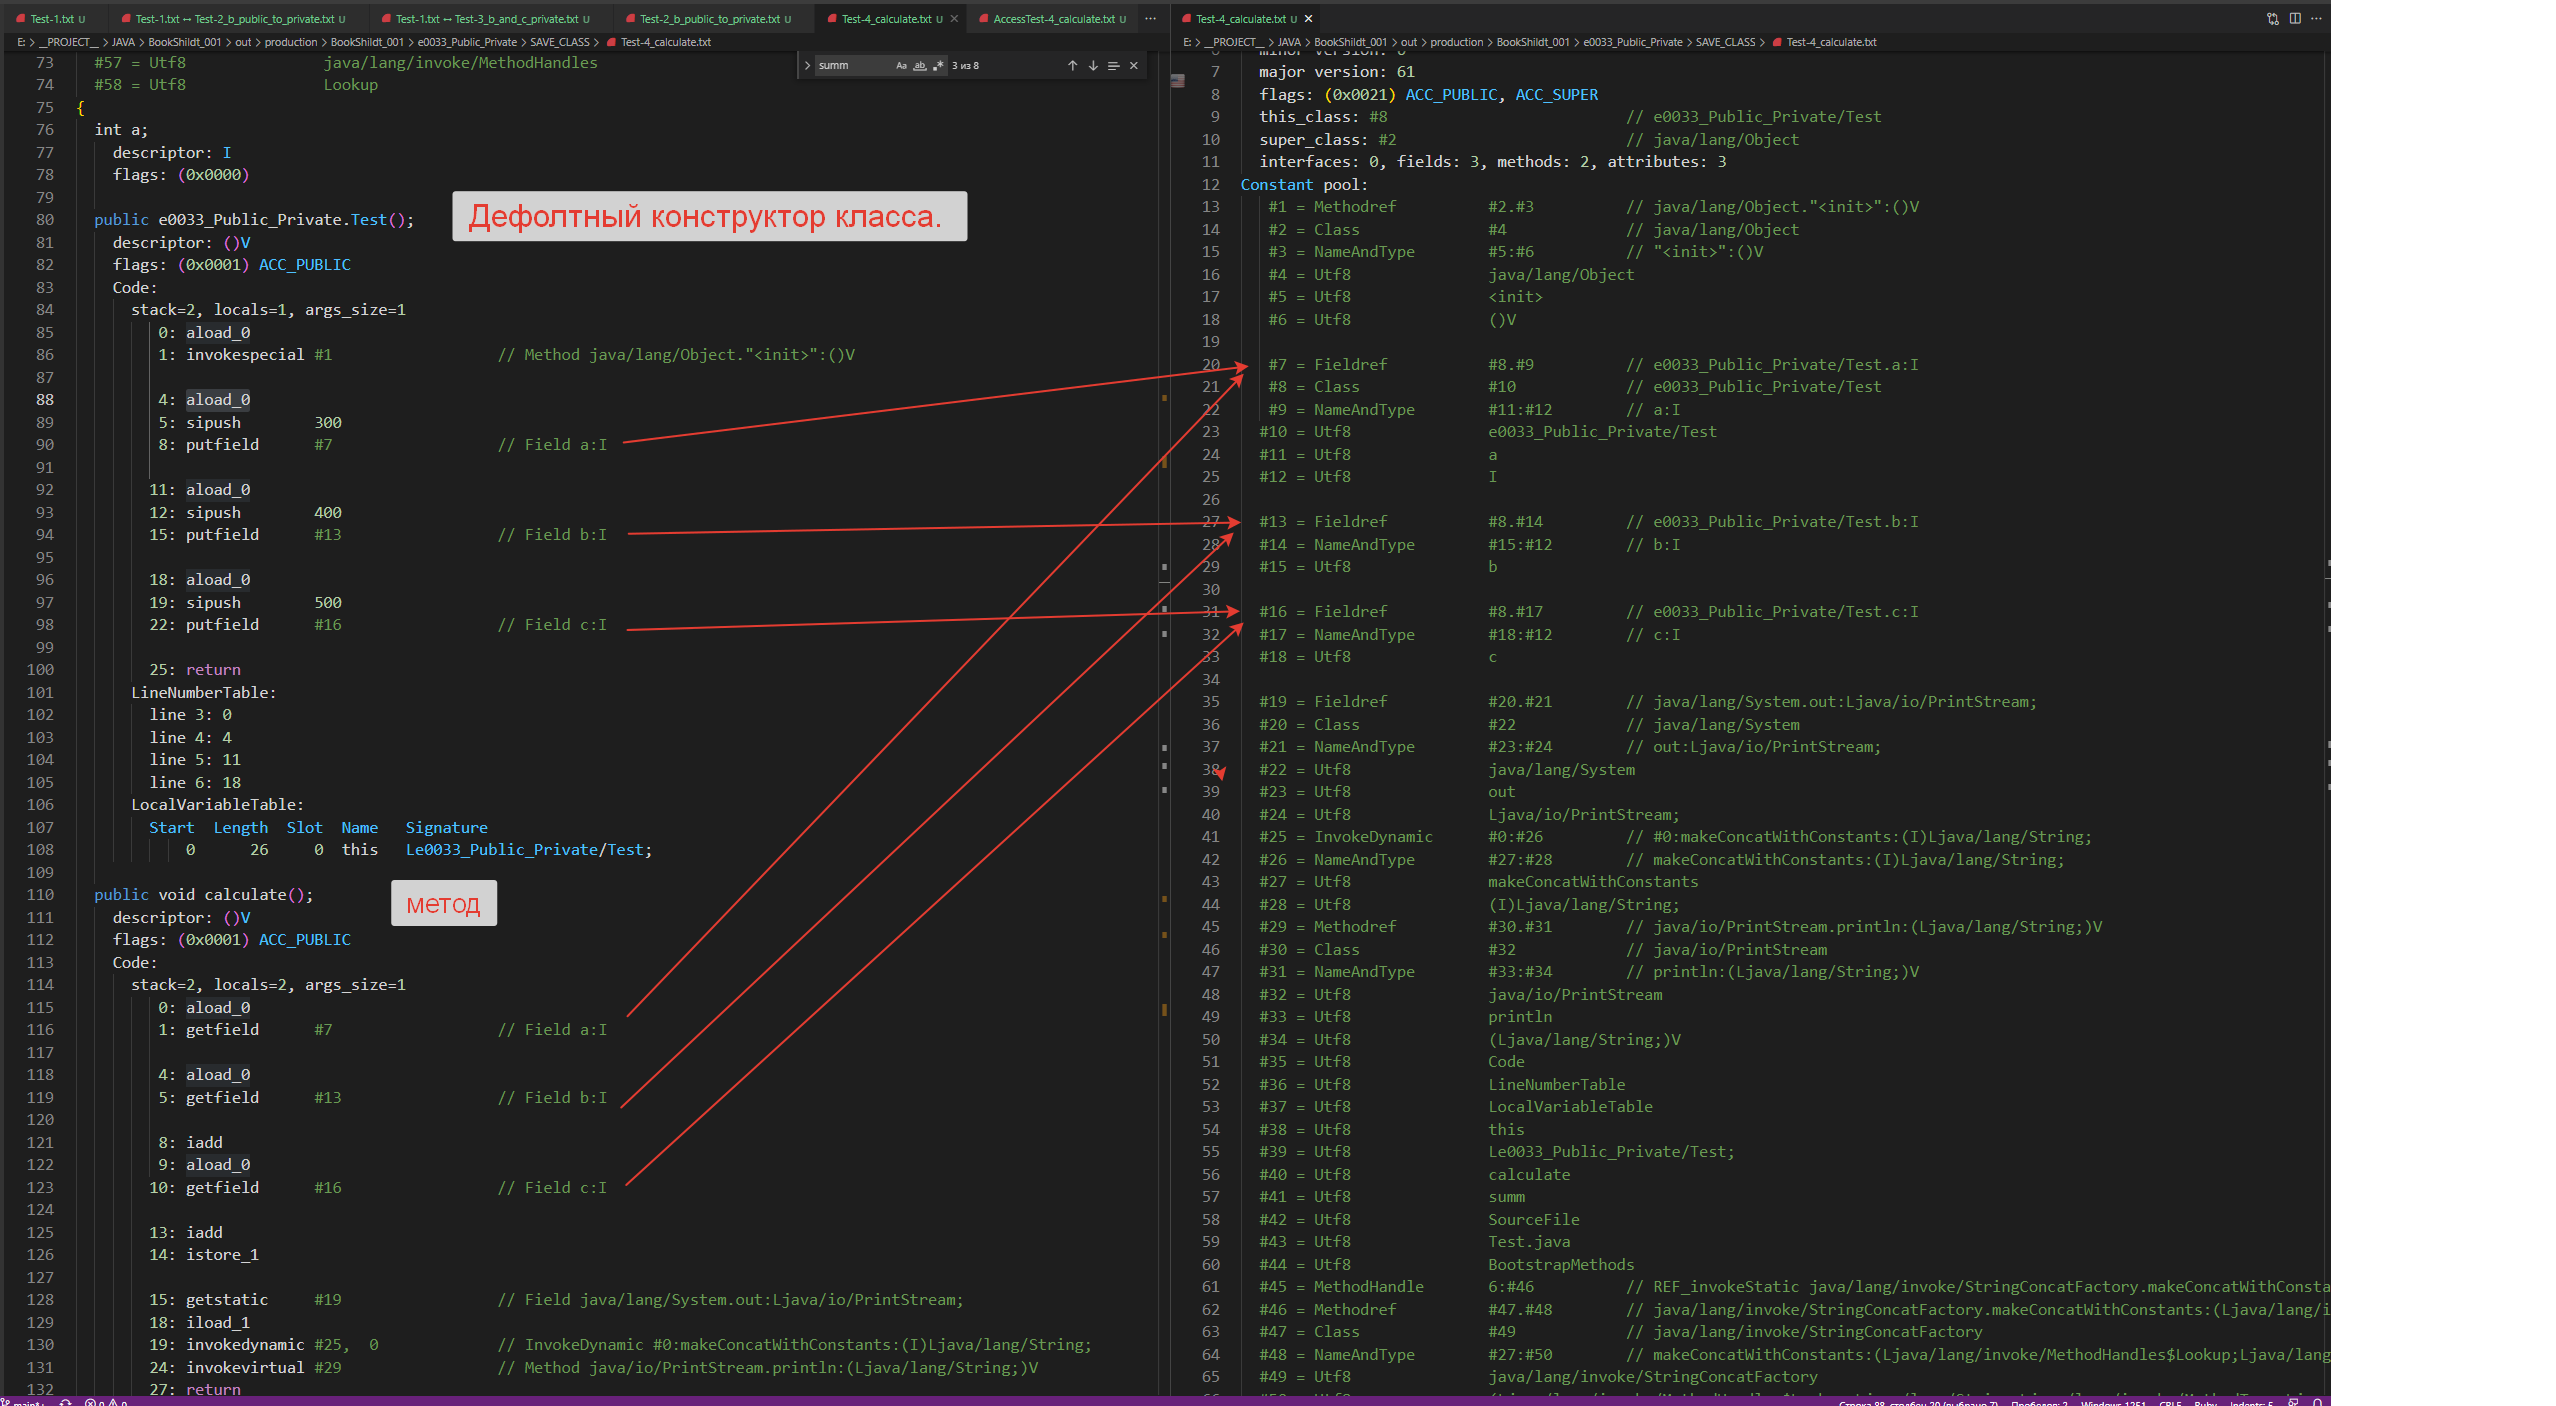 Test-1.txt U
Test-1.txt ↔ Test-2_b_public_to_private.txt U
Test-1.txt ↔ Test-3_b_and_c_private.txt U
Test-2_b_public_to_private.txt U
Test-4_calculate.txt U
AccessTest-4_calculate.txt U
E: > __PROJECT__ > JAVA > BookShildt_001 > out > production > BookShildt_001 > e0033_Public_Private > SAVE_CLASS > Test-4_calculate.txt
summ Aa ab 3 из 8
73 #57 = Utf8 java/lang/invoke/MethodHandles
74 #58 = Utf8 Lookup
75 {
76 int a;
77 descriptor: I
78 flags: (0x0000)
79
80 public e0033_Public_Private.Test();
Дефолтный конструктор класса.
81 descriptor: ()V
82 flags: (0x0001) ACC_PUBLIC
83 Code:
84 stack=2, locals=1, args_size=1
85 0: aload_0
86 1: invokespecial #1 // Method java/lang/Object."<init>":()V
87
88 4: aload_0
89 5: sipush 300
90 8: putfield #7 // Field a:I
91
92 11: aload_0
93 12: sipush 400
94 15: putfield #13 // Field b:I
95
96 18: aload_0
97 19: sipush 500
98 22: putfield #16 // Field c:I
99
100 25: return
101 LineNumberTable:
102 line 3: 0
103 line 4: 4
104 line 5: 11
105 line 6: 18
106 LocalVariableTable:
107 Start Length Slot Name Signature
108 0 26 0 this Le0033_Public_Private/Test;
109
110 public void calculate();
метод
111 descriptor: ()V
112 flags: (0x0001) ACC_PUBLIC
113 Code:
114 stack=2, locals=2, args_size=1
115 0: aload_0
116 1: getfield #7 // Field a:I
117
118 4: aload_0
119 5: getfield #13 // Field b:I
120
121 8: iadd
122 9: aload_0
123 10: getfield #16 // Field c:I
124
125 13: iadd
126 14: istore_1
127
128 15: getstatic #19 // Field java/lang/System.out:Ljava/io/PrintStream;
129 18: iload_1
130 19: invokedynamic #25, 0 // InvokeDynamic #0:makeConcatWithConstants:(I)Ljava/lang/String;
131 24: invokevirtual #29 // Method java/io/PrintStream.println:(Ljava/lang/String;)V
132 27: return
Test-4_calculate.txt U
E: > __PROJECT__ > JAVA > BookShildt_001 > out > production > BookShildt_001 > e0033_Public_Private > SAVE_CLASS > Test-4_calculate.txt
6 minor version: 0
7 major version: 61
8 flags: (0x0021) ACC_PUBLIC, ACC_SUPER
9 this_class: #8 // e0033_Public_Private/Test
10 super_class: #2 // java/lang/Object
11 interfaces: 0, fields: 3, methods: 2, attributes: 3
12 Constant pool:
13 #1 = Methodref #2.#3 // java/lang/Object."<init>":()V
14 #2 = Class #4 // java/lang/Object
15 #3 = NameAndType #5:#6 // "<init>":()V
16 #4 = Utf8 java/lang/Object
17 #5 = Utf8 <init>
18 #6 = Utf8 ()V
19
20 #7 = Fieldref #8.#9 // e0033_Public_Private/Test.a:I
21 #8 = Class #10 // e0033_Public_Private/Test
22 #9 = NameAndType #11:#12 // a:I
23 #10 = Utf8 e0033_Public_Private/Test
24 #11 = Utf8 a
25 #12 = Utf8 I
26
27 #13 = Fieldref #8.#14 // e0033_Public_Private/Test.b:I
28 #14 = NameAndType #15:#12 // b:I
29 #15 = Utf8 b
30
31 #16 = Fieldref #8.#17 // e0033_Public_Private/Test.c:I
32 #17 = NameAndType #18:#12 // c:I
33 #18 = Utf8 c
34
35 #19 = Fieldref #20.#21 // java/lang/System.out:Ljava/io/PrintStream;
36 #20 = Class #22 // java/lang/System
37 #21 = NameAndType #23:#24 // out:Ljava/io/PrintStream;
38 #22 = Utf8 java/lang/System
39 #23 = Utf8 out
40 #24 = Utf8 Ljava/io/PrintStream;
41 #25 = InvokeDynamic #0:#26 // #0:makeConcatWithConstants:(I)Ljava/lang/String;
42 #26 = NameAndType #27:#28 // makeConcatWithConstants:(I)Ljava/lang/String;
43 #27 = Utf8 makeConcatWithConstants
44 #28 = Utf8 (I)Ljava/lang/String;
45 #29 = Methodref #30.#31 // java/io/PrintStream.println:(Ljava/lang/String;)V
46 #30 = Class #32 // java/io/PrintStream
47 #31 = NameAndType #33:#34 // println:(Ljava/lang/String;)V
48 #32 = Utf8 java/io/PrintStream
49 #33 = Utf8 println
50 #34 = Utf8 (Ljava/lang/String;)V
51 #35 = Utf8 Code
52 #36 = Utf8 LineNumberTable
53 #37 = Utf8 LocalVariableTable
54 #38 = Utf8 this
55 #39 = Utf8 Le0033_Public_Private/Test;
56 #40 = Utf8 calculate
57 #41 = Utf8 summ
58 #42 = Utf8 SourceFile
59 #43 = Utf8 Test.java
60 #44 = Utf8 BootstrapMethods
61 #45 = MethodHandle 6:#46 // REF_invokeStatic java/lang/invoke/StringConcatFactory.makeConcatWithConsta
62 #46 = Methodref #47.#48 // java/lang/invoke/StringConcatFactory.makeConcatWithConstants:(Ljava/lang/i
63 #47 = Class #49 // java/lang/invoke/StringConcatFactory
64 #48 = NameAndType #27:#50 // makeConcatWithConstants:(Ljava/lang/invoke/MethodHandles$Lookup;Ljava/lang
65 #49 = Utf8 java/lang/invoke/StringConcatFactory